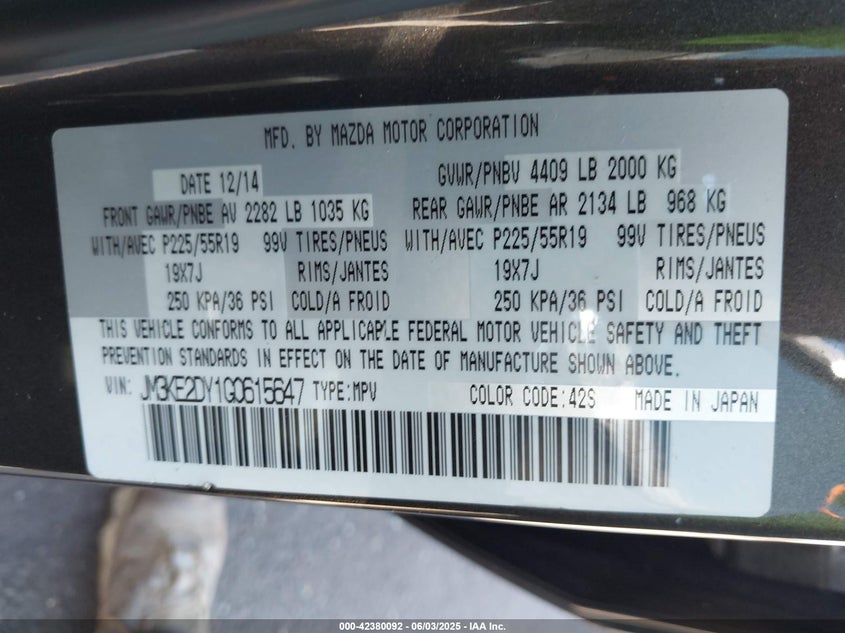 MFD. BY MAZDA MOTOR CORPORATION
DATE 12/14 GVWR/PNBV 4409 LB 2000 KG
FRONT GAWR/PNBE AV 2282 LB 1035 KG REAR GAWR/PNBE AR 2134 LB 968 KG
WITH/AVEC P225/55R19 99V TIRES/PNEUS WITH/AVEC P225/55R19 99V TIRES/PNEUS
19X7J RIMS/JANTES 19X7J RIMS/JANTES
250 KPA/36 PSI COLD/A FROID 250 KPA/36 PSI COLD/A FROID
THIS VEHICLE CONFORMS TO ALL APPLICABLE FEDERAL MOTOR VEHICLE SAFETY AND THEFT
PREVENTION STANDARDS IN EFFECT ON THE DATE OF MANUFACTURE SHOWN ABOVE.
VIN: JM3KE2DY1G0615647 TYPE:MPV COLOR CODE:42S MADE IN JAPAN
000-42380092 - 06/03/2025 - IAA Inc.